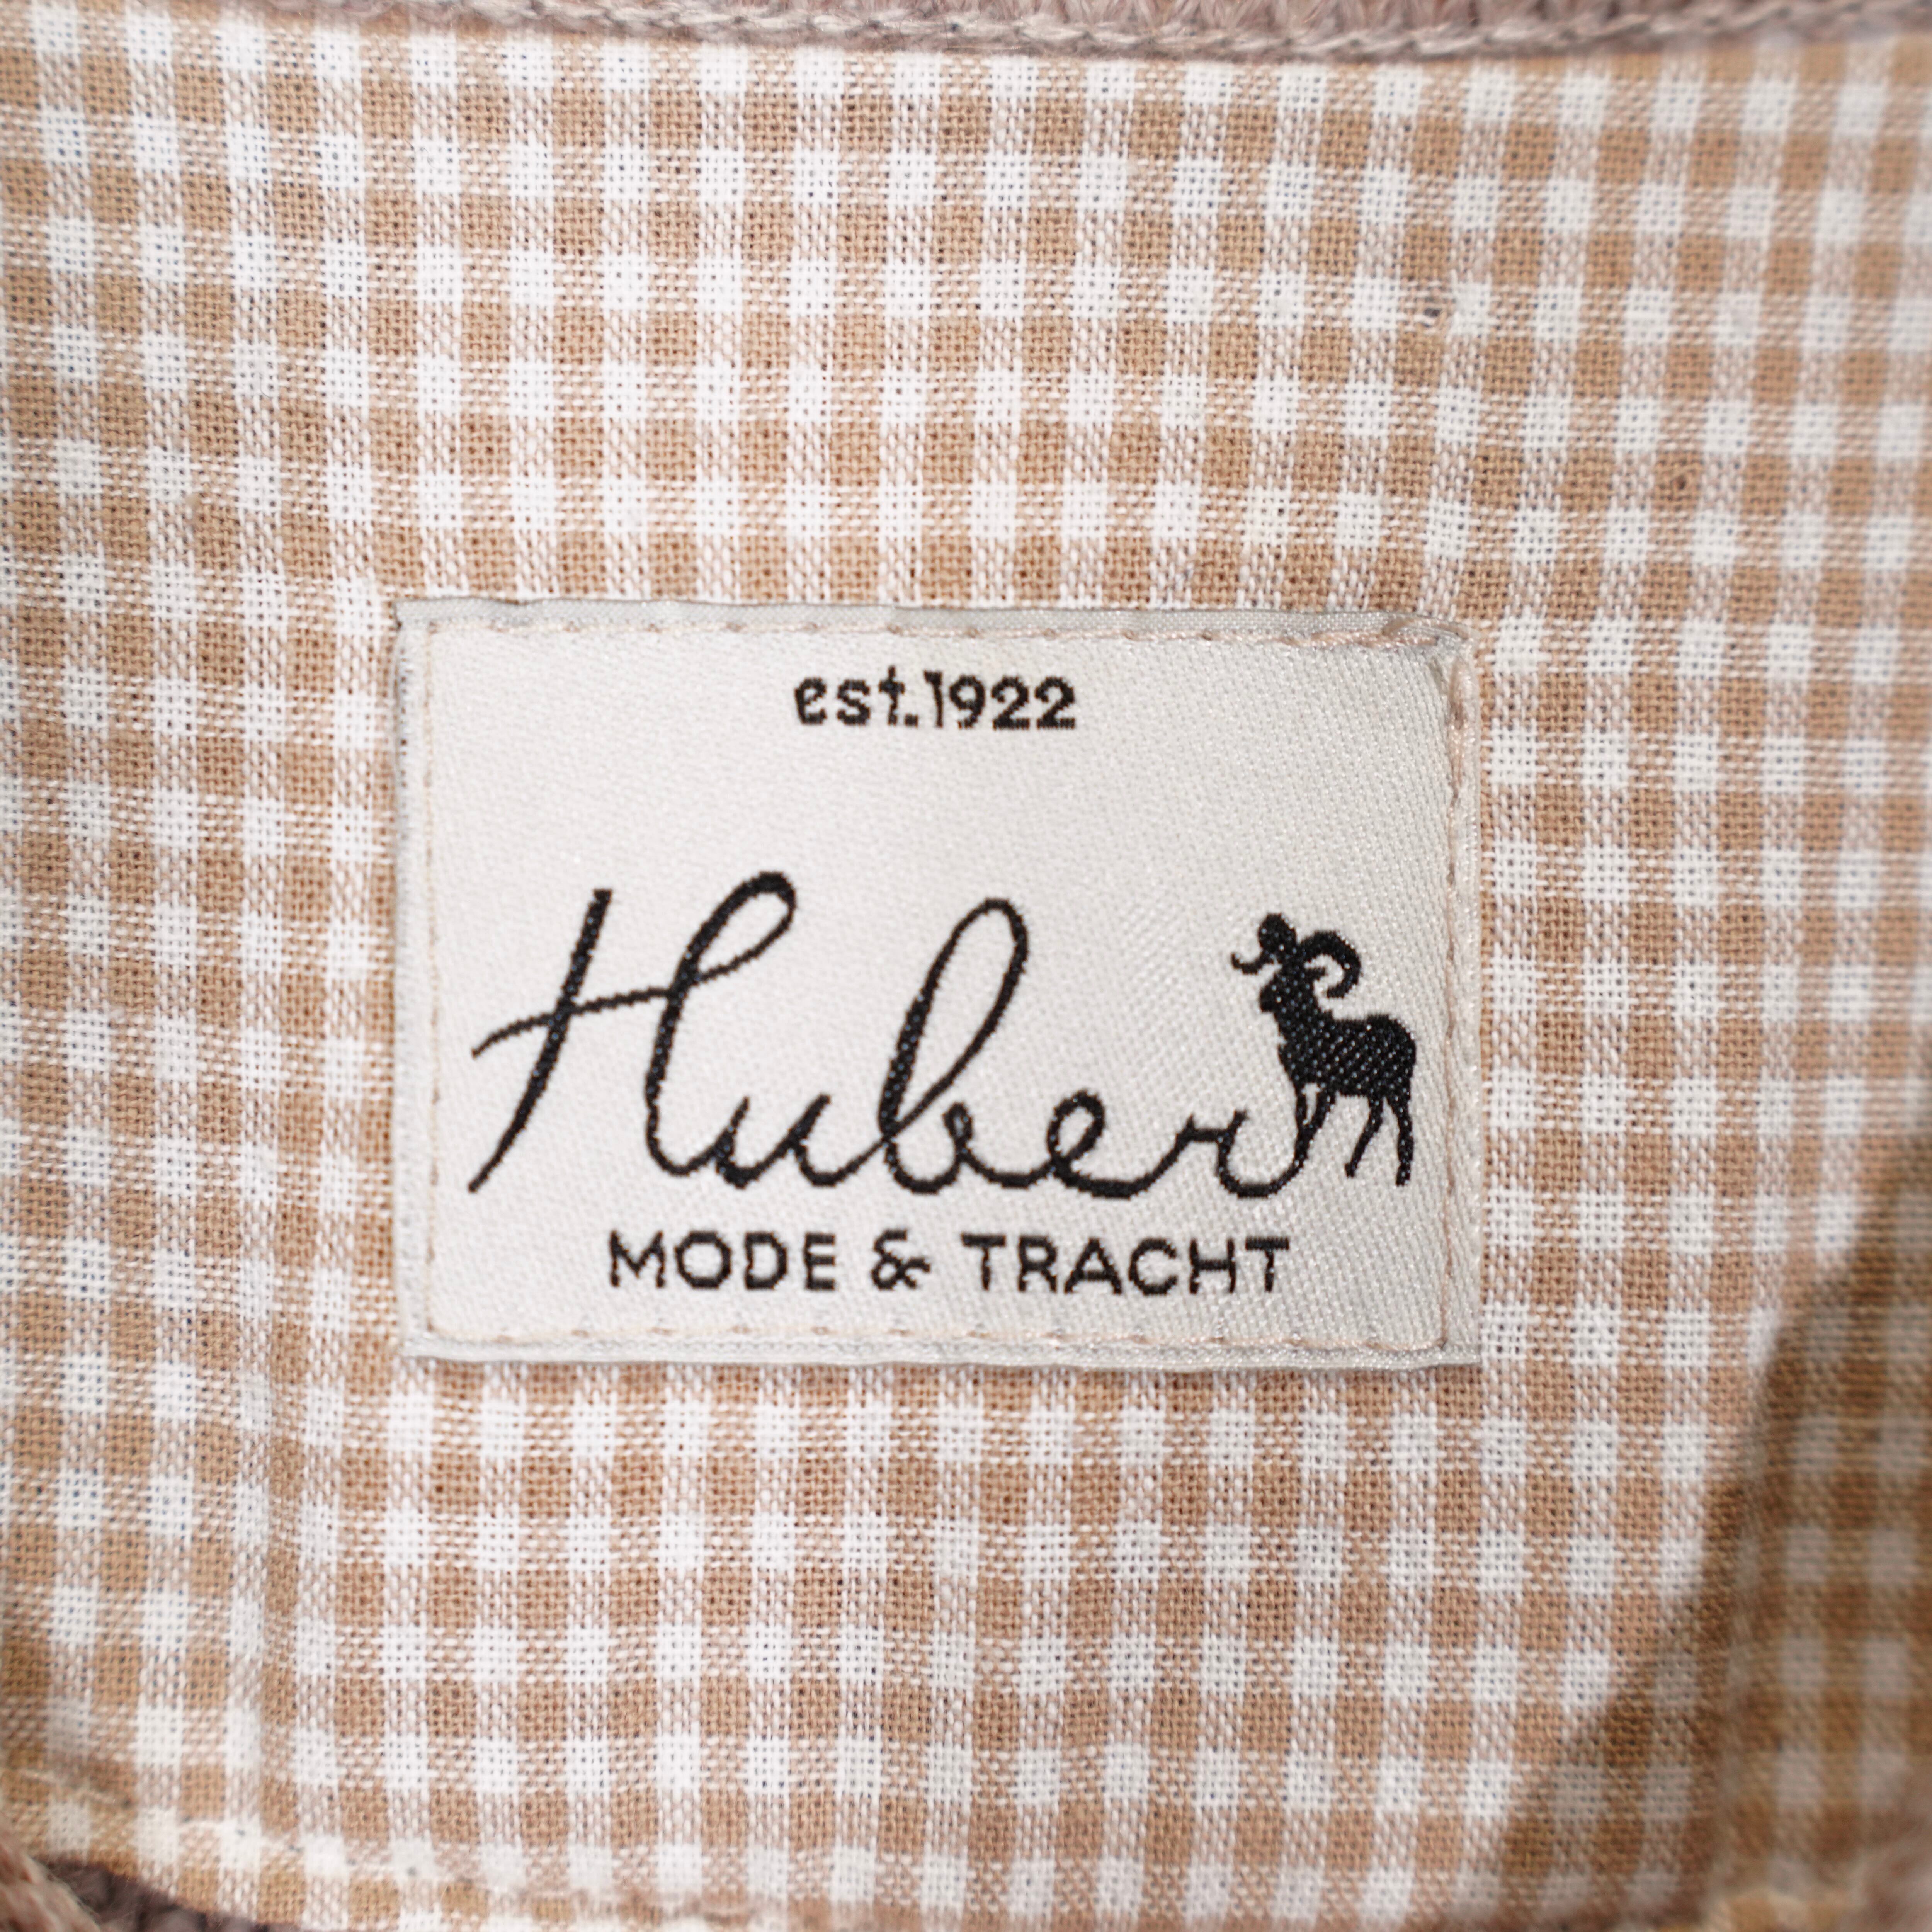 est.1922
Huber
MODE & TRACHT